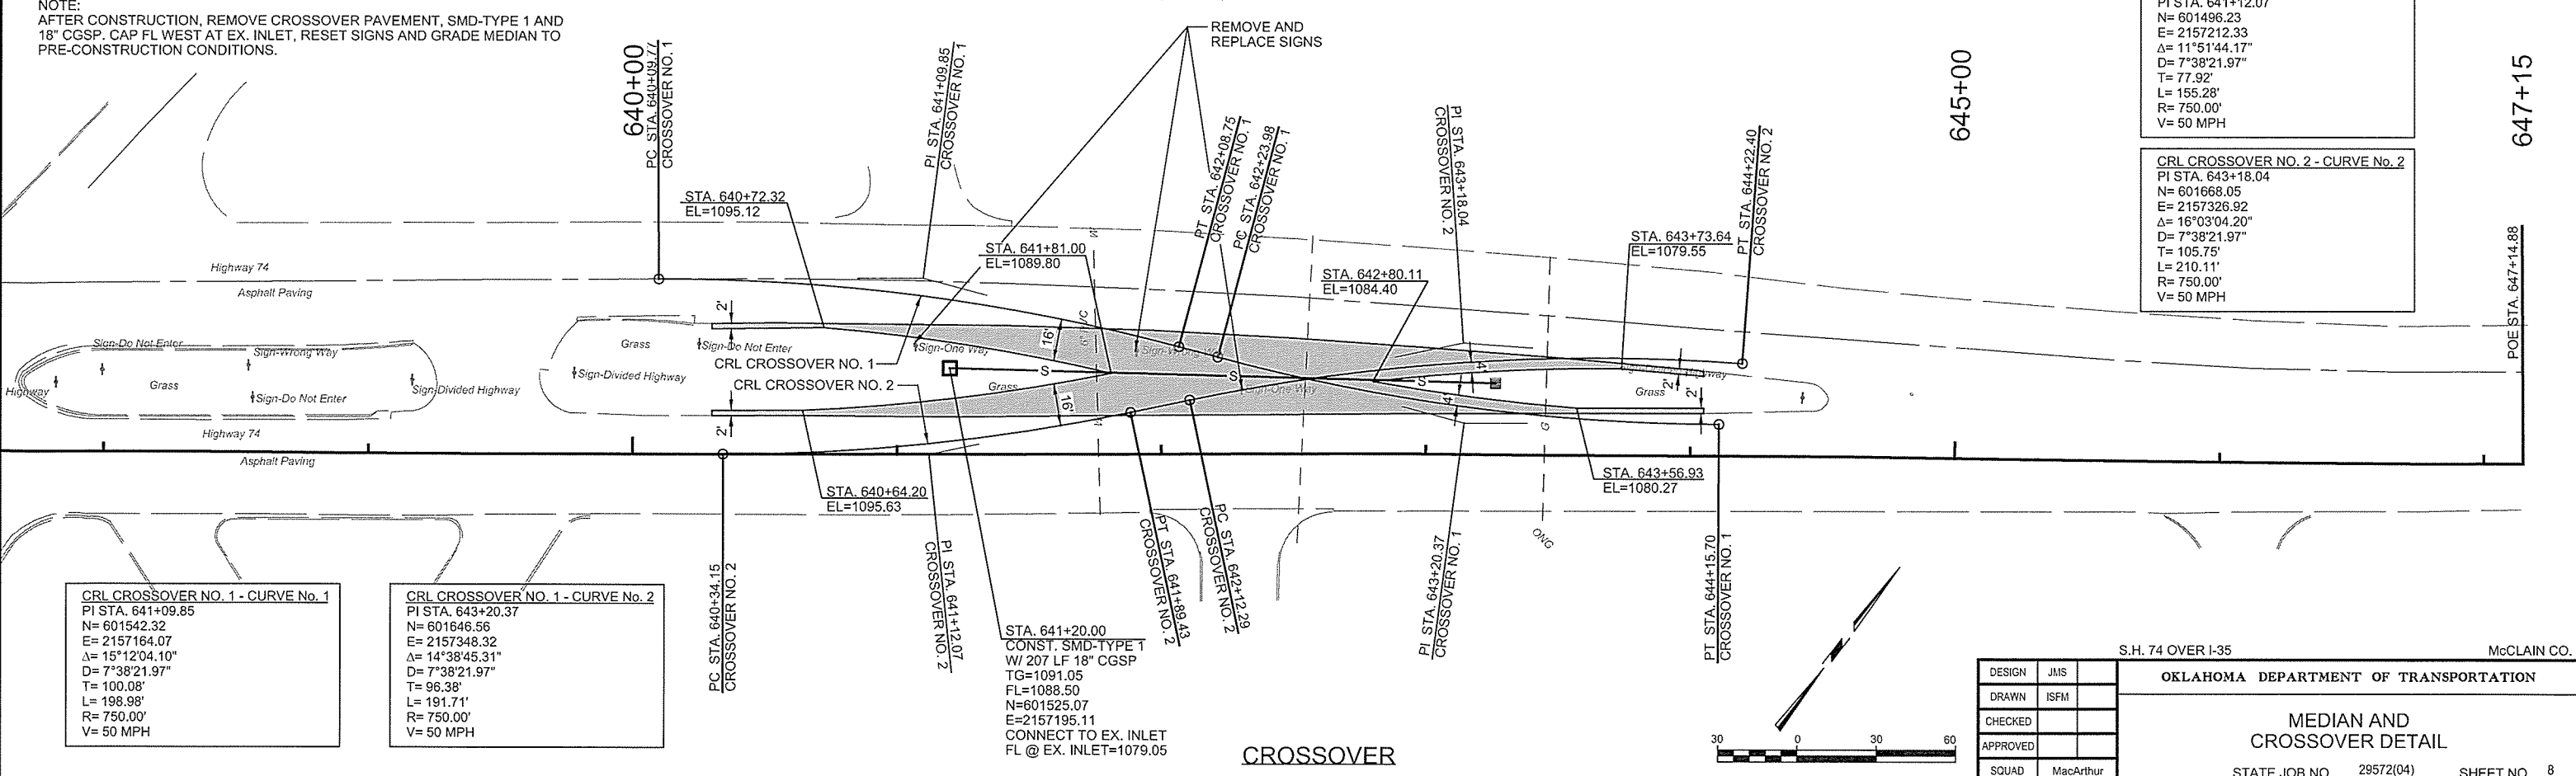 NOTE:
AFTER CONSTRUCTION, REMOVE CROSSOVER PAVEMENT, SMD-TYPE 1 AND
18" CGSP. CAP FL WEST AT EX. INLET, RESET SIGNS AND GRADE MEDIAN TO
PRE-CONSTRUCTION CONDITIONS.
640+00
PC STA. 640+09.77
CROSSOVER NO. 1
PI STA. 641+09.85
CROSSOVER NO. 1
REMOVE AND
REPLACE SIGNS
PT STA. 642+08.75
CROSSOVER NO. 1
PC STA. 642+23.98
CROSSOVER NO. 1
PI STA. 643+18.04
CROSSOVER NO. 2
PT STA. 644+22.40
CROSSOVER NO. 2
645+00
647+15
POE STA. 647+14.88
PI STA. 641+12.07
N= 601496.23
E= 2157212.33
Δ= 11°51'44.17"
D= 7°38'21.97"
T= 77.92'
L= 155.28'
R= 750.00'
V= 50 MPH
CRL CROSSOVER NO. 2 - CURVE No. 2
PI STA. 643+18.04
N= 601668.05
E= 2157326.92
Δ= 16°03'04.20"
D= 7°38'21.97"
T= 105.75'
L= 210.11'
R= 750.00'
V= 50 MPH
STA. 640+72.32
EL=1095.12
STA. 641+81.00
EL=1089.80
STA. 642+80.11
EL=1084.40
STA. 643+73.64
EL=1079.55
Highway 74
Asphalt Paving
Sign-Do Not Enter
Sign-Wrong Way
Grass
Highway
Sign-Divided Highway
Sign-Do Not Enter
Grass
Sign-Do Not Enter
Sign-Divided Highway
2'
16'
Sign-One Way
Sign-Wrong Way
CRL CROSSOVER NO. 1
CRL CROSSOVER NO. 2
S
S
S
Grass
Sign-One Way
4'
4'
2'
Highway
2'
Grass
16'
2'
Highway 74
Asphalt Paving
STA. 640+64.20
EL=1095.63
STA. 643+56.93
EL=1080.27
G
ONG
PC STA. 640+34.15
CROSSOVER NO. 2
PI STA. 641+12.07
CROSSOVER NO. 2
PT STA. 641+89.43
CROSSOVER NO. 2
PC STA. 642+12.29
CROSSOVER NO. 2
PI STA. 643+20.37
CROSSOVER NO. 1
PT STA. 644+15.70
CROSSOVER NO. 1
CRL CROSSOVER NO. 1 - CURVE No. 1
PI STA. 641+09.85
N= 601542.32
E= 2157164.07
Δ= 15°12'04.10"
D= 7°38'21.97"
T= 100.08'
L= 198.98'
R= 750.00'
V= 50 MPH
CRL CROSSOVER NO. 1 - CURVE No. 2
PI STA. 643+20.37
N= 601646.56
E= 2157348.32
Δ= 14°38'45.31"
D= 7°38'21.97"
T= 96.38'
L= 191.71'
R= 750.00'
V= 50 MPH
STA. 641+20.00
CONST. SMD-TYPE 1
W/ 207 LF 18" CGSP
TG=1091.05
FL=1088.50
N=601525.07
E=2157195.11
CONNECT TO EX. INLET
FL @ EX. INLET=1079.05
CROSSOVER
30 0 30 60
S.H. 74 OVER I-35
McCLAIN CO.
DESIGN JMS
DRAWN ISFM
CHECKED
APPROVED
SQUAD MacArthur
OKLAHOMA DEPARTMENT OF TRANSPORTATION
MEDIAN AND
CROSSOVER DETAIL
STATE JOB NO. 29572(04) SHEET NO. 8